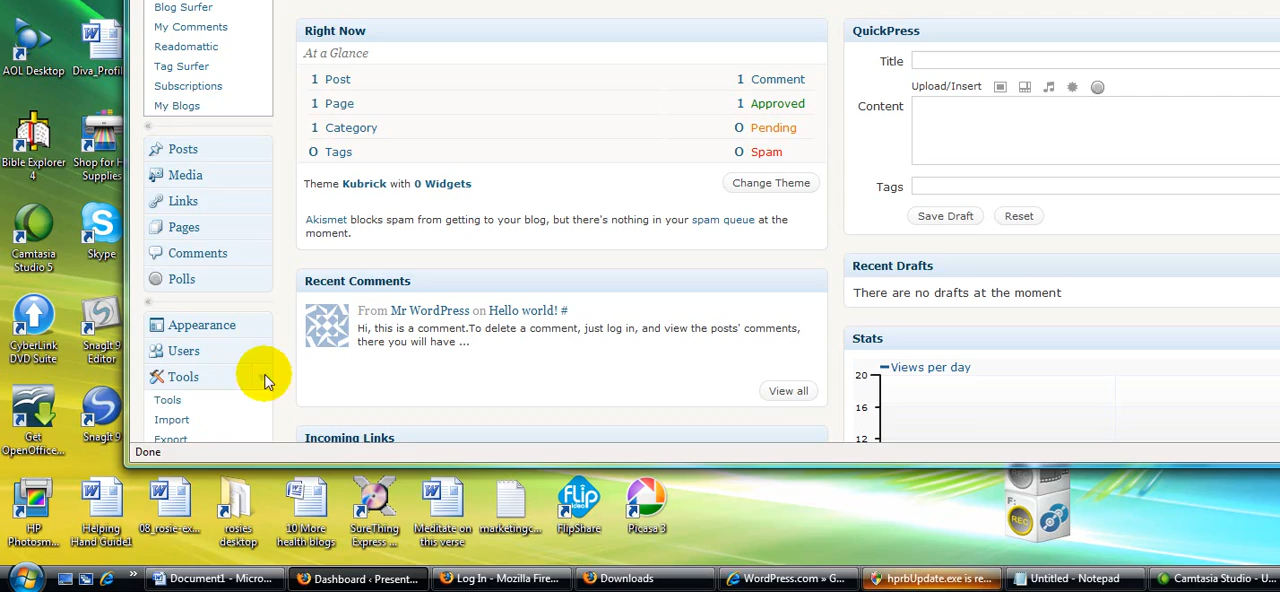 Blog Surfer
My Comments
Readomattic
Tag Surfer
Subscriptions
My Blogs
Posts
Media
Links
Pages
Comments
Polls
Appearance
Users
Tools
Tools
Import
Export
Right Now
At a Glance
1 Post 1 Comment
1 Page 1 Approved
1 Category 0 Pending
0 Tags 0 Spam
Theme Kubrick with 0 Widgets Change Theme
Akismet blocks spam from getting to your blog, but there's nothing in your spam queue at the
moment.
Recent Comments
From Mr WordPress on Hello world! #
Hi, this is a comment.To delete a comment, just log in, and view the posts' comments,
there you will have ...
View all
Incoming Links
QuickPress
Title
Upload/Insert
Content
Tags
Save Draft Reset
Recent Drafts
There are no drafts at the moment
Stats
Views per day
20
16
12
Done
AOL Desktop
Diva_Profil
Bible Explorer
4
Shop for H
Supplies
Camtasia
Studio 5
Skype
CyberLink
DVD Suite
SnagIt 9
Editor
Get
OpenOffice...
SnagIt 9
HP
Photosm...
Helping
Hand Guide1
08_rosie-ex...
rosies
desktop
10 More
health blogs
SureThing
Express ...
Meditate on
this verse
marketingc...
FlipShare
Picasa 3
F:
REC
Document1 - Micro...
Dashboard ‹ Present...
Log In - Mozilla Fire...
Downloads
WordPress.com » G...
hprbUpdate.exe is re...
Untitled - Notepad
Camtasia Studio - U...